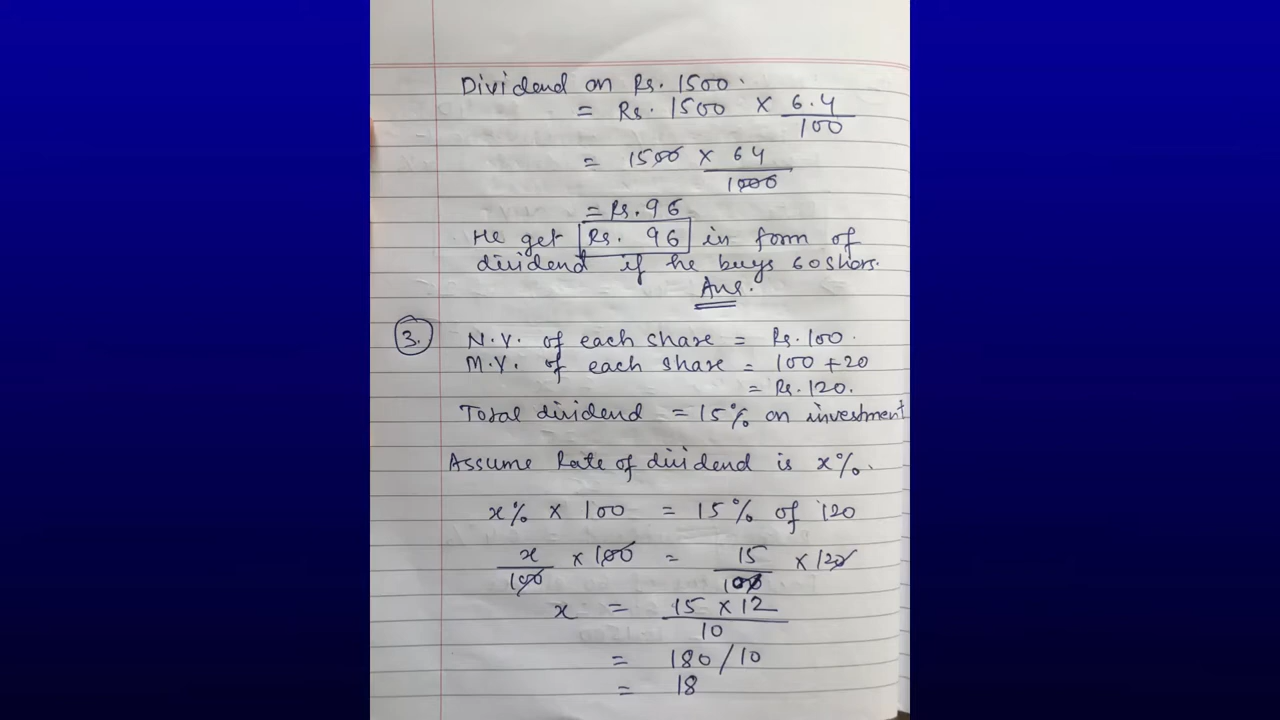 Dividend on Rs. 1500.
= Rs. 1500 × 6.4/100
= 1500 × 64/1000
= Rs. 96
He get Rs. 96 in form of
dividend if he buys 60 shars.
Ans.
3. N.V. of each share = Rs. 100.
M.V. of each share = 100 + 20
= Rs. 120.
Total dividend = 15% on investment
Assume Rate of dividend is x%.
x% × 100 = 15% of 120
x/100 × 100 = 15/100 × 120
x = 15 × 12/10
= 180/10
= 18